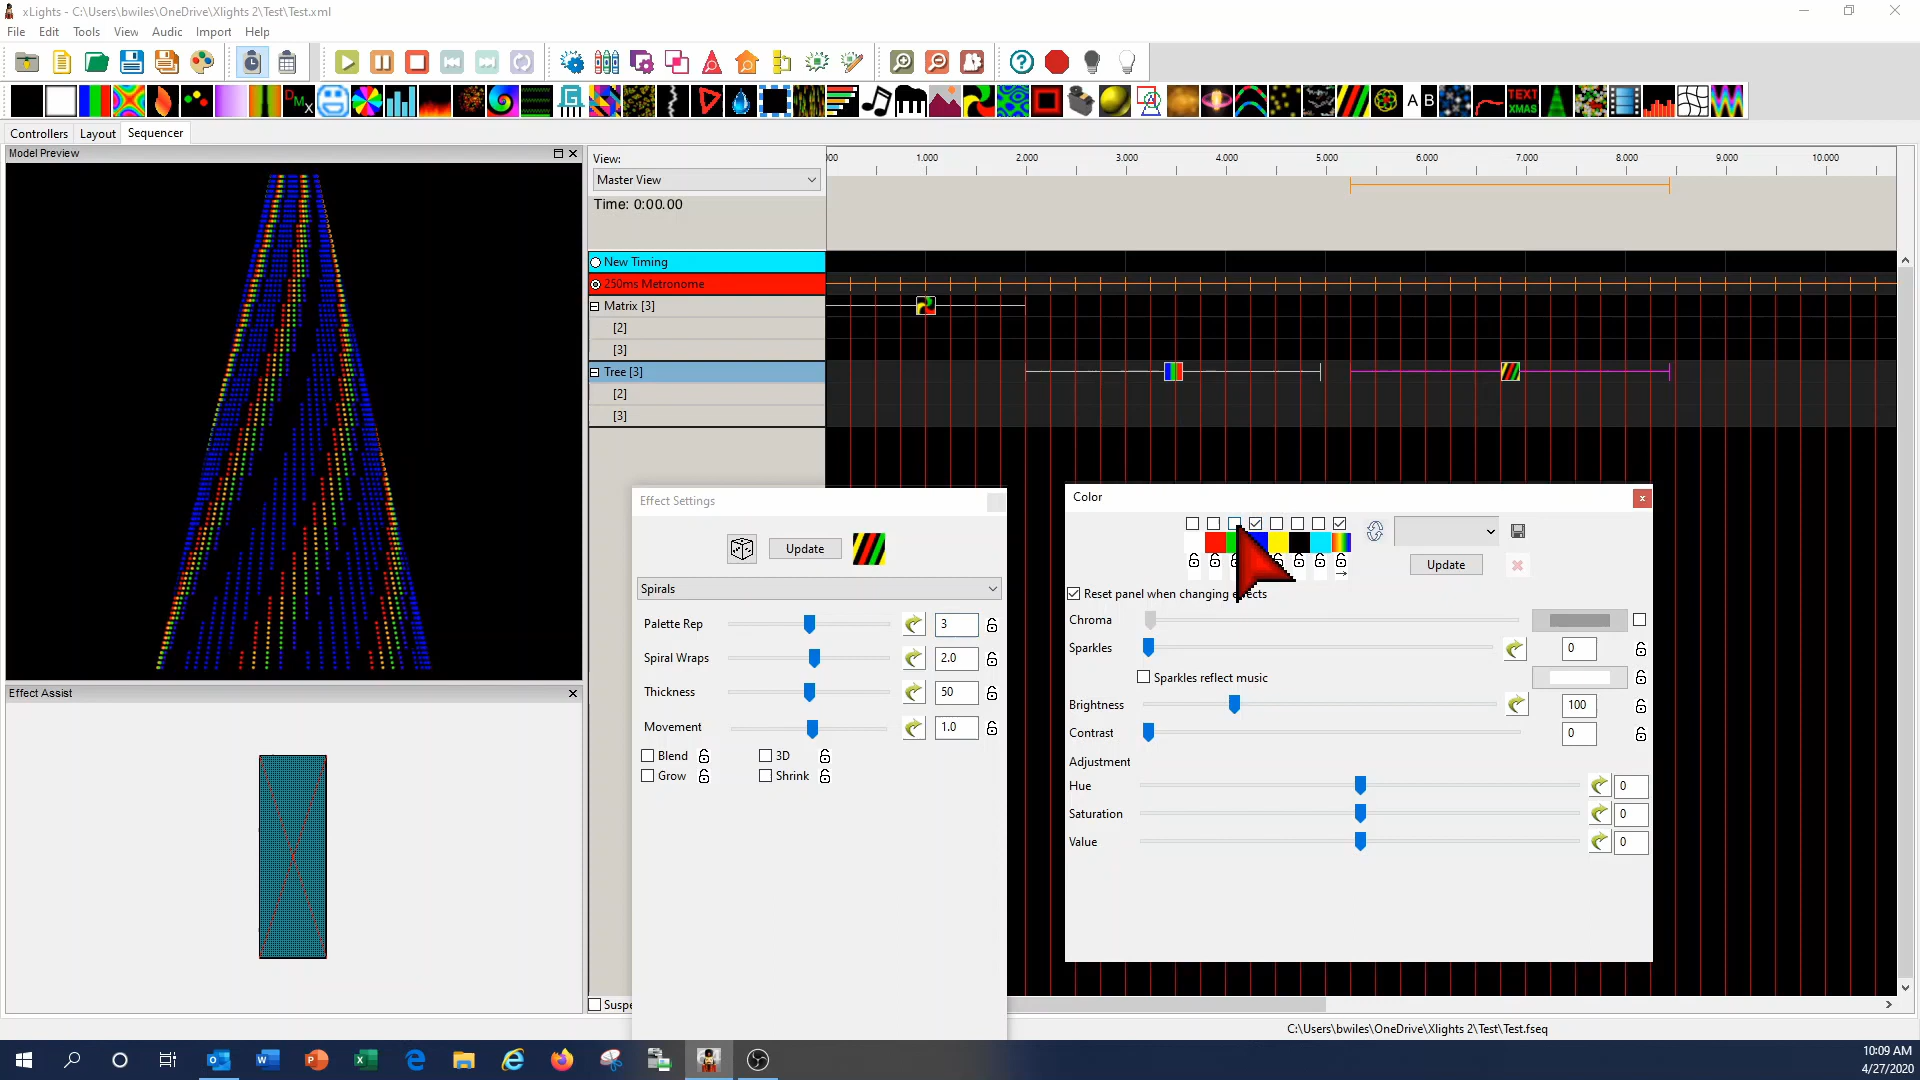 xLights - C:\Users\bwiles\OneDrive\Xlights 2\Test\Test.xml
File Edit Tools View Audio Import Help
DMX
A B
TEXT XMAS
Controllers Layout Sequencer
Model Preview
View:
Master View
Time: 0:00.00
000 1.000 2.000 3.000 4.000 5.000 6.000 7.000 8.000 9.000 10.000
New Timing
250ms Metronome
Matrix [3]
[2]
[3]
Tree [3]
[2]
[3]
Effect Settings
Update
Spirals
Palette Rep 3
Spiral Wraps 2.0
Thickness 50
Movement 1.0
Blend 3D
Grow Shrink
Color
Update
Reset panel when changing
Chroma
Sparkles 0
Sparkles reflect music
Brightness 100
Contrast 0
Adjustment
Hue 0
Saturation 0
Value 0
Effect Assist
Suspe
C:\Users\bwiles\OneDrive\Xlights 2\Test\Test.fseq
10:09 AM
4/27/2020